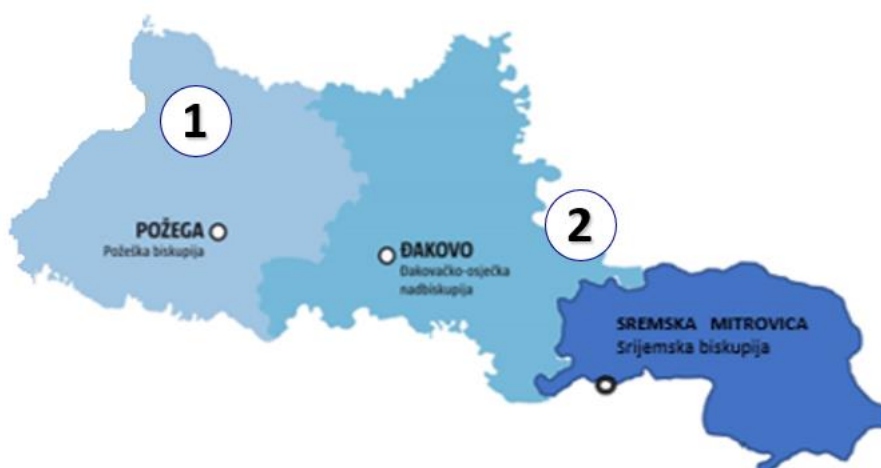 1
POŽEGA
Požeška biskupija
2
ĐAKOVO
Đakovačko-osječka
nadbiskupija
SREMSKA MITROVICA
Srijemska biskupija